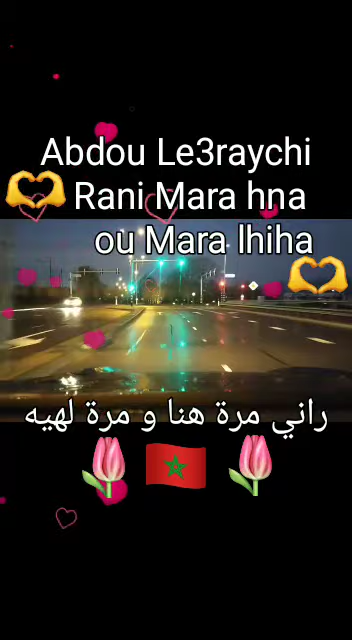 Abdou Le3raychi
🫶 Rani Mara hna
ou Mara lhiha 🫶
راني مرة هنا و مرة لهيه
🌷 🇲🇦 🌷